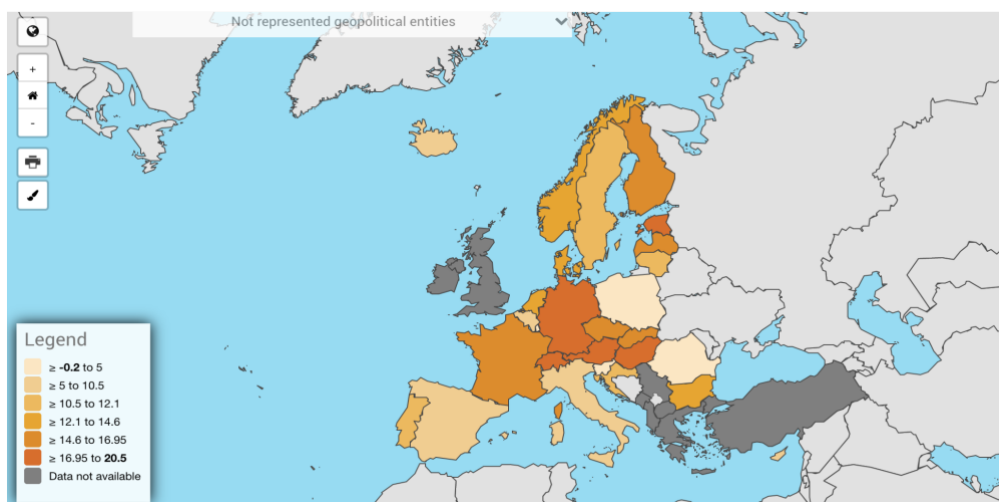 Not represented geopolitical entities
+
-
Legend
≥ -0.2 to 5
≥ 5 to 10.5
≥ 10.5 to 12.1
≥ 12.1 to 14.6
≥ 14.6 to 16.95
≥ 16.95 to 20.5
Data not available